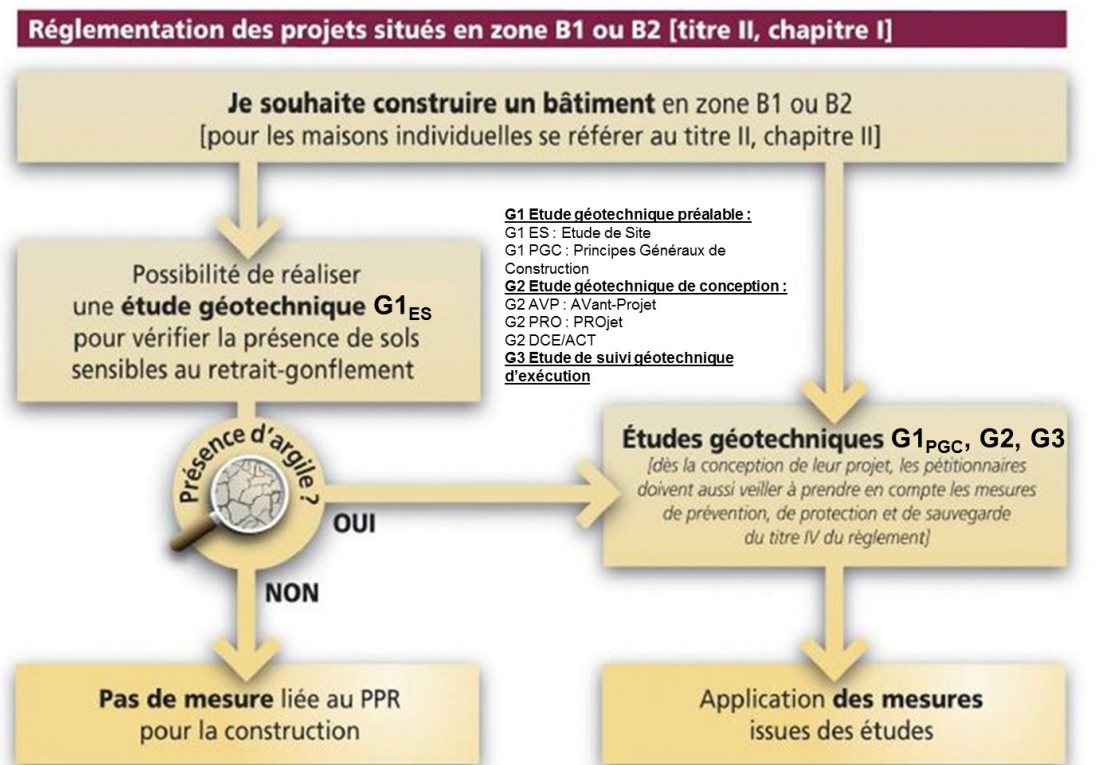 Réglementation des projets situés en zone B1 ou B2 [titre II, chapitre I]
Je souhaite construire un bâtiment en zone B1 ou B2
[pour les maisons individuelles se référer au titre II, chapitre II]
Possibilité de réaliser
une étude géotechnique G1ES
pour vérifier la présence de sols
sensibles au retrait-gonflement
G1 Etude géotechnique préalable :
G1 ES : Etude de Site
G1 PGC : Principes Généraux de
Construction
G2 Etude géotechnique de conception :
G2 AVP : AVant-Projet
G2 PRO : PROjet
G2 DCE/ACT
G3 Etude de suivi géotechnique
d'exécution
Présence d'argile ?
OUI
NON
Études géotechniques G1PGC, G2, G3
[dès la conception de leur projet, les pétitionnaires
doivent aussi veiller à prendre en compte les mesures
de prévention, de protection et de sauvegarde
du titre IV du règlement]
Pas de mesure liée au PPR
pour la construction
Application des mesures
issues des études